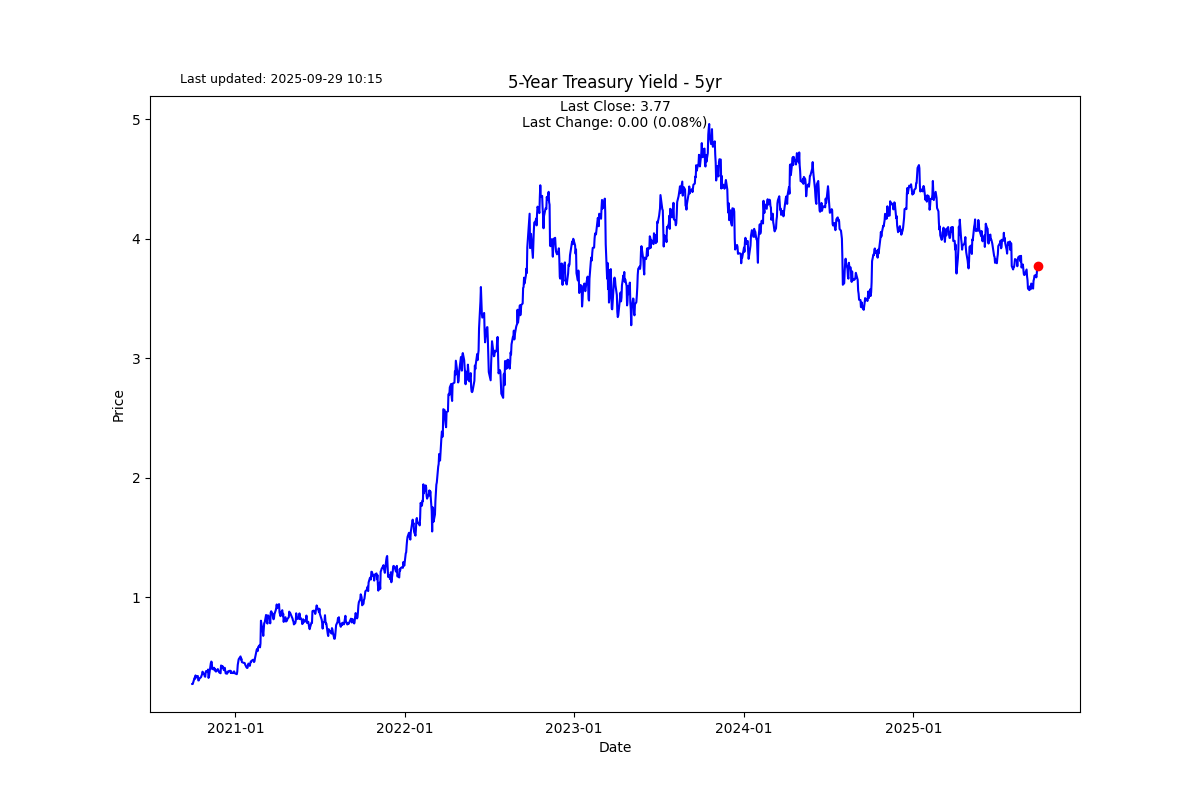 Last updated: 2025-09-29 10:15
5-Year Treasury Yield - 5yr
Last Close: 3.77
Last Change: 0.00 (0.08%)
5
4
3
2
1
Price
2021-01
2022-01
2023-01
2024-01
2025-01
Date